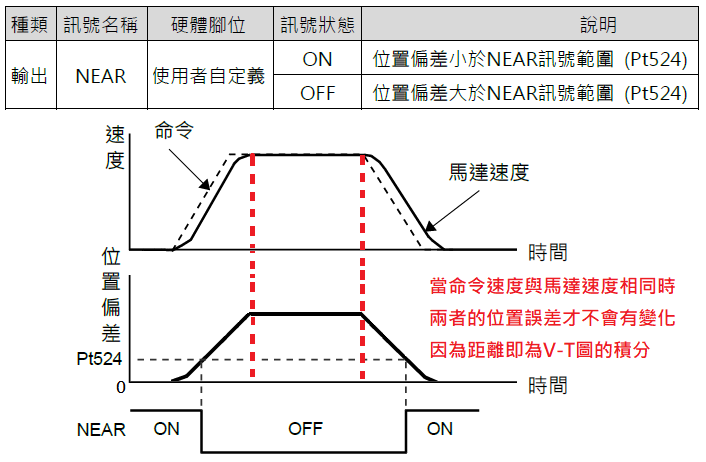 種類 訊號名稱 硬體腳位 訊號狀態 說明
輸出 NEAR 使用者自定義 ON 位置偏差小於NEAR訊號範圍 (Pt524)
OFF 位置偏差大於NEAR訊號範圍 (Pt524)
速度
命令
馬達速度
時間
位置偏差
當命令速度與馬達速度相同時
兩者的位置誤差才不會有變化
因為距離即為V-T圖的積分
Pt524
0
時間
NEAR ON OFF ON